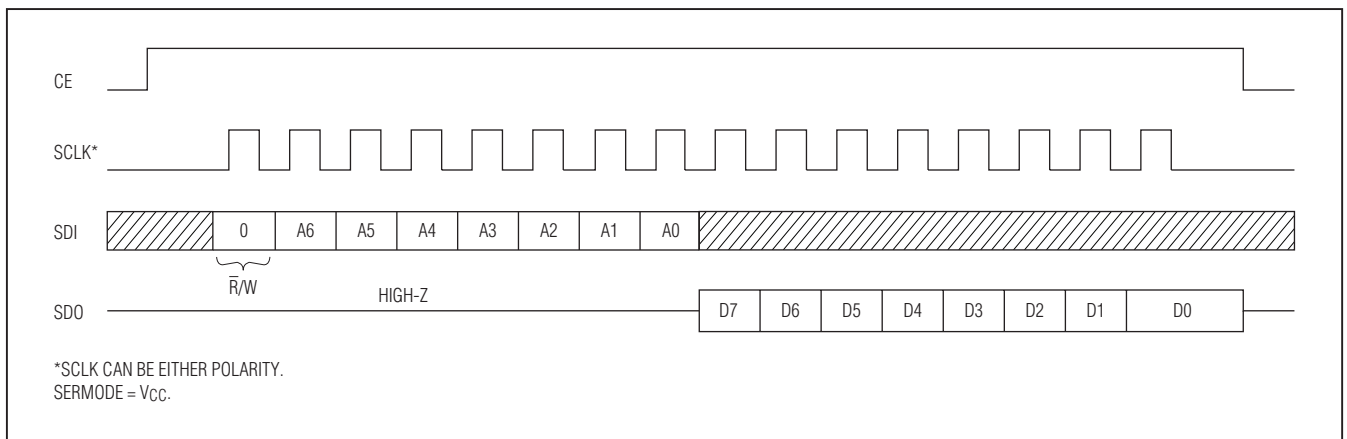 CE
SCLK*
SDI
0 A6 A5 A4 A3 A2 A1 A0
R̅/W
HIGH-Z
SDO
D7 D6 D5 D4 D3 D2 D1 D0
*SCLK CAN BE EITHER POLARITY.
SERMODE = VCC.